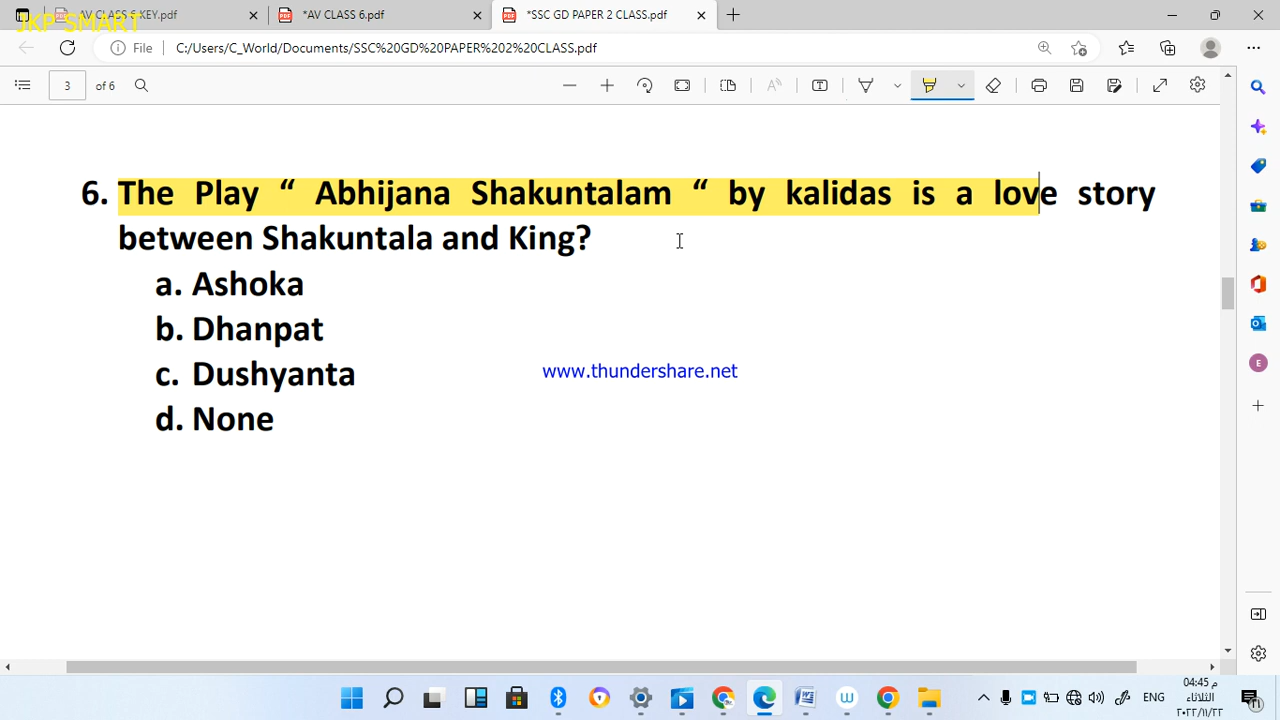 AV CLASS 6 KEY.pdf
*AV CLASS 6.pdf
*SSC GD PAPER 2 CLASS.pdf
JKP SMART
File
C:/Users/C_World/Documents/SSC%20GD%20PAPER%202%20CLASS.pdf
3 of 6
6. The Play “ Abhijana Shakuntalam “ by kalidas is a love story
between Shakuntala and King?
a. Ashoka
b. Dhanpat
c. Dushyanta
d. None
www.thundershare.net
E
ENG
م 04:45
الثلاثاء